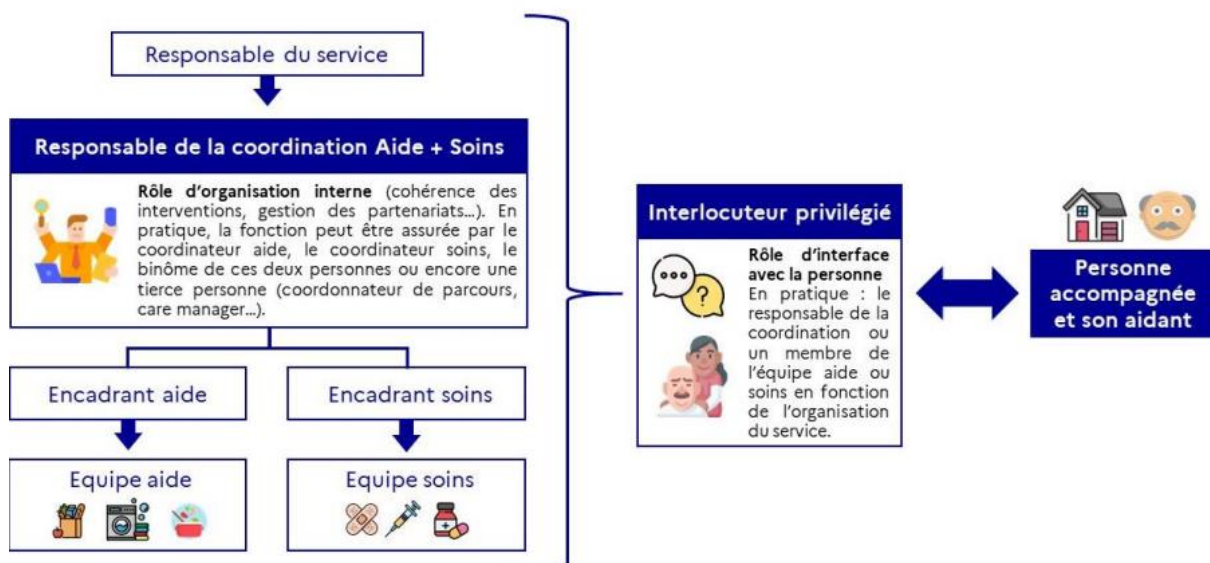 Responsable du service
Responsable de la coordination Aide + Soins
Rôle d'organisation interne (cohérence des
interventions, gestion des partenariats…). En
pratique, la fonction peut être assurée par le
coordinateur aide, le coordinateur soins, le
binôme de ces deux personnes ou encore une
tierce personne (coordonnateur de parcours,
care manager…).
Encadrant aide
Encadrant soins
Equipe aide
Equipe soins
Interlocuteur privilégié
Rôle d'interface
avec la personne
En pratique : le
responsable de la
coordination ou
un membre de
l'équipe aide ou
soins en fonction
de l'organisation
du service.
Personne
accompagnée
et son aidant